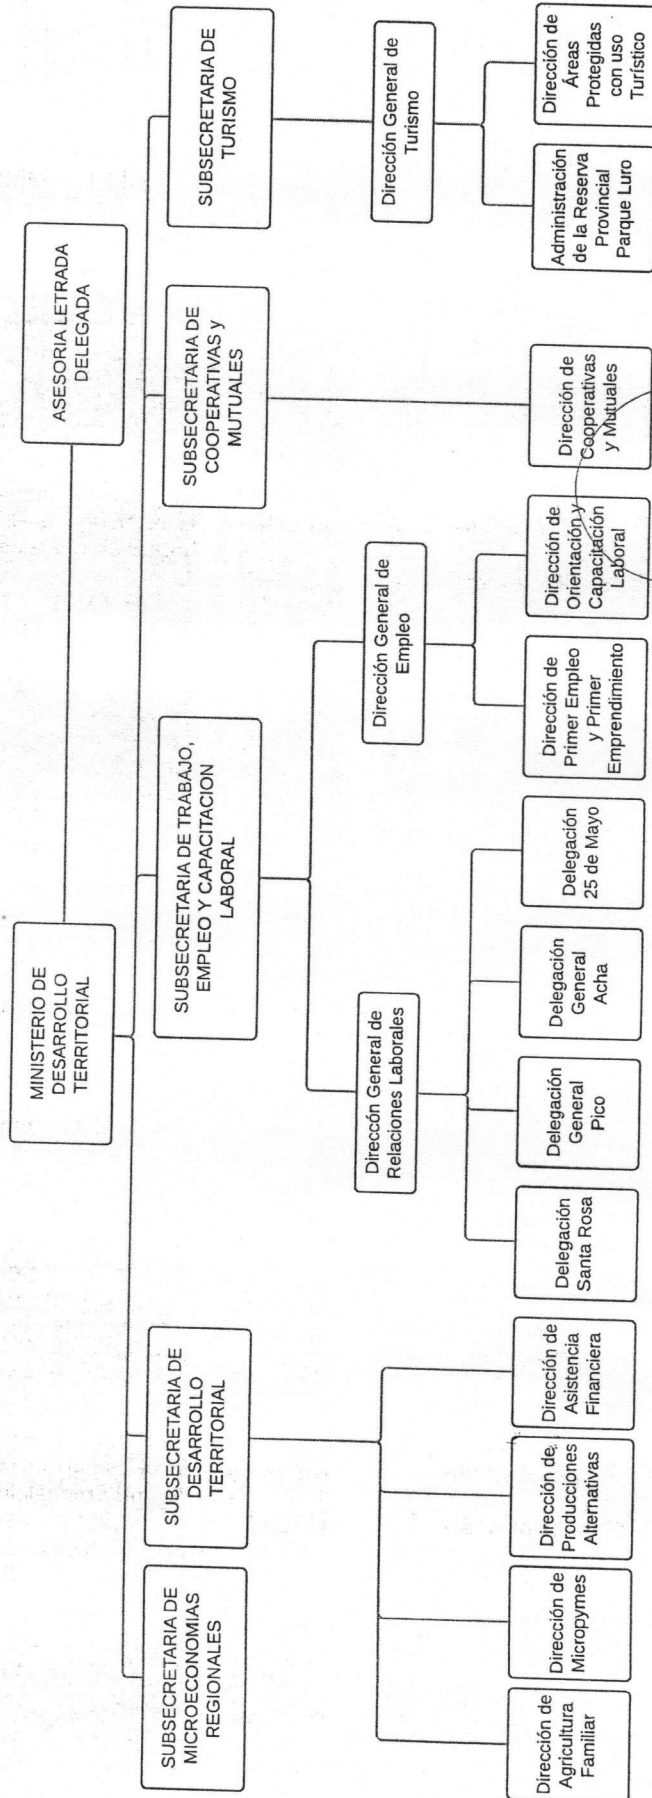 MINISTERIO DE
DESARROLLO
TERRITORIAL
ASESORIA LETRADA
DELEGADA
SUBSECRETARIA DE
MICROECONOMIAS
REGIONALES
SUBSECRETARIA DE
DESARROLLO
TERRITORIAL
SUBSECRETARIA DE TRABAJO,
EMPLEO Y CAPACITACION
LABORAL
SUBSECRETARIA DE
COOPERATIVAS y
MUTUALES
SUBSECRETARIA DE
TURISMO
Direccón General de
Relaciones Laborales
Dirección General de
Empleo
Dirección General de
Turismo
Dirección de
Agricultura
Familiar
Dirección de
Micropymes
Dirección de
Producciones
Alternativas
Dirección de
Asistencia
Financiera
Delegación
Santa Rosa
Delegación
General
Pico
Delegación
General
Acha
Delegación
25 de Mayo
Dirección de
Primer Empleo
y Primer
Emprendimiento
Dirección de
Orientación y
Capacitación
Laboral
Dirección de
Cooperativas
y Mutuales
Administración
de la Reserva
Provincial
Parque Luro
Dirección de
Áreas
Protegidas
con uso
Turístico